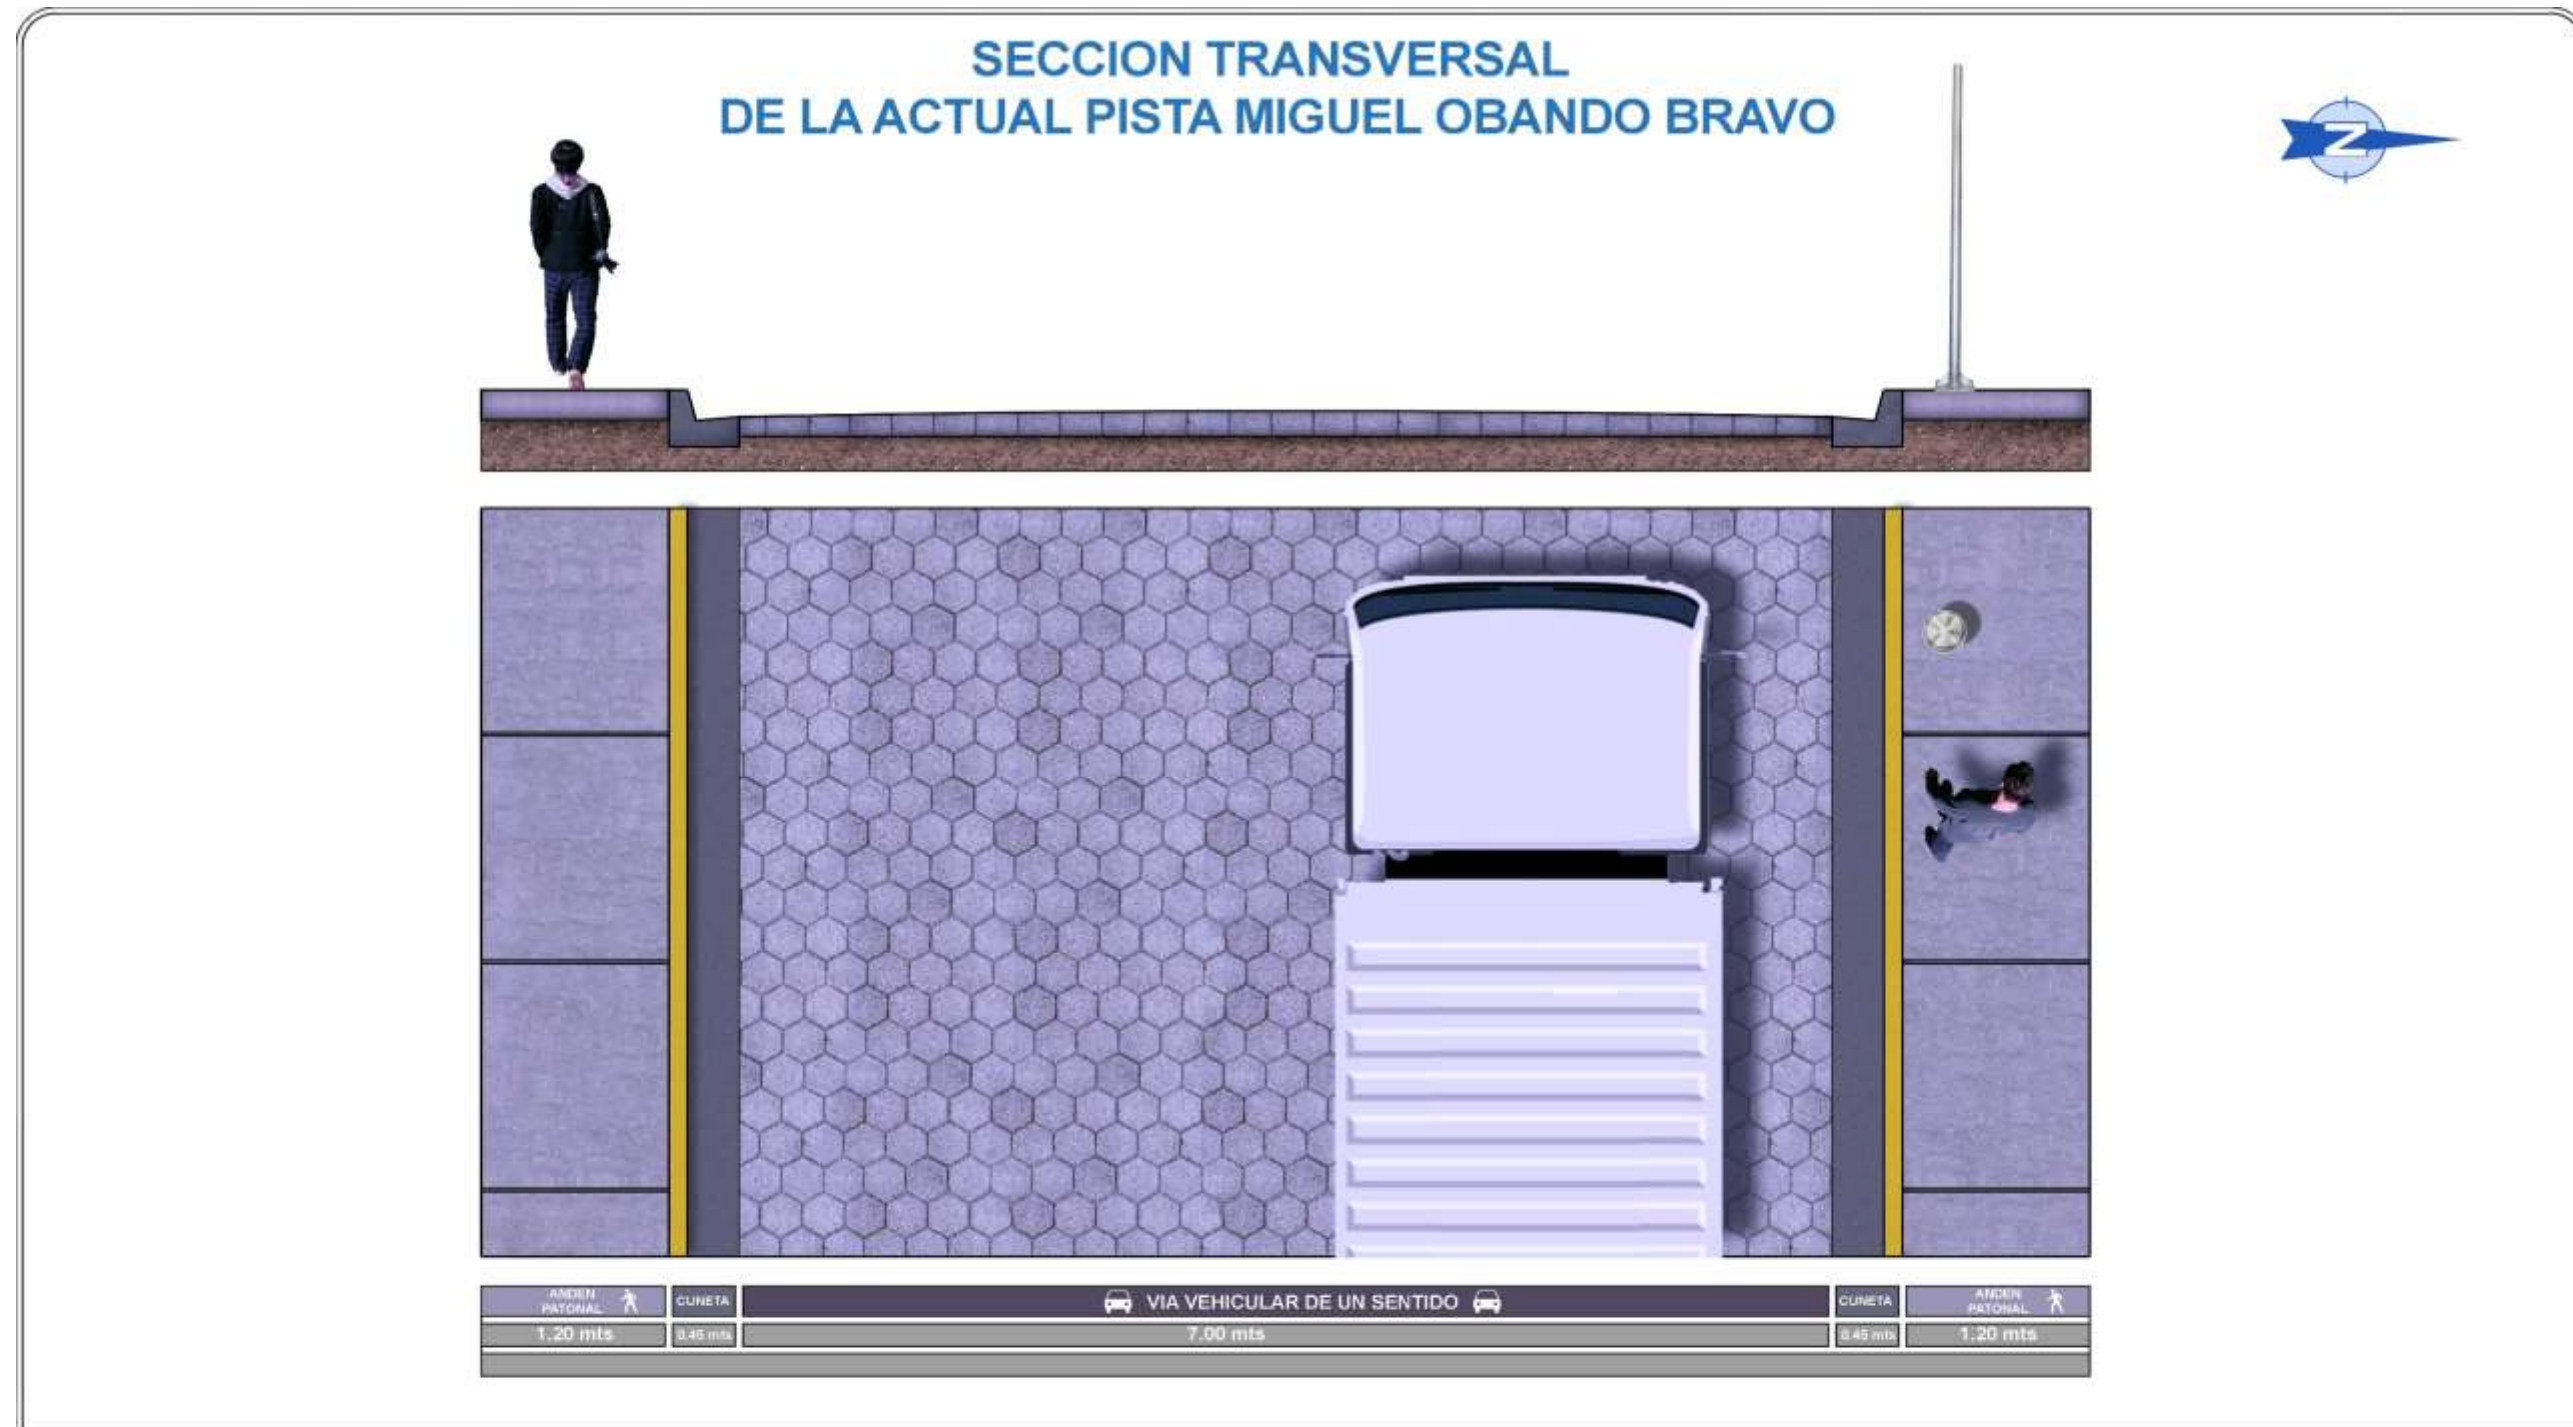 SECCION TRANSVERSAL
DE LA ACTUAL PISTA MIGUEL OBANDO BRAVO
N
ANDEN
PATONAL
CUNETA
VIA VEHICULAR DE UN SENTIDO
CUNETA
ANDEN
PATONAL
1.20 mts
0.45 mts
7.00 mts
0.45 mts
1.20 mts